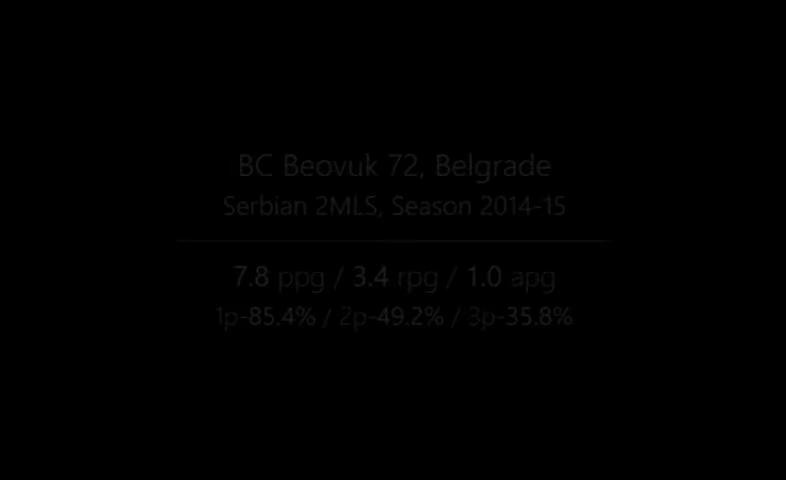 BC Beovuk 72, Belgrade
Serbian 2MLS, Season 2014-15
7.8 ppg / 3.4 rpg / 1.0 apg
1p-85.4% / 2p-49.2% / 3p-35.8%